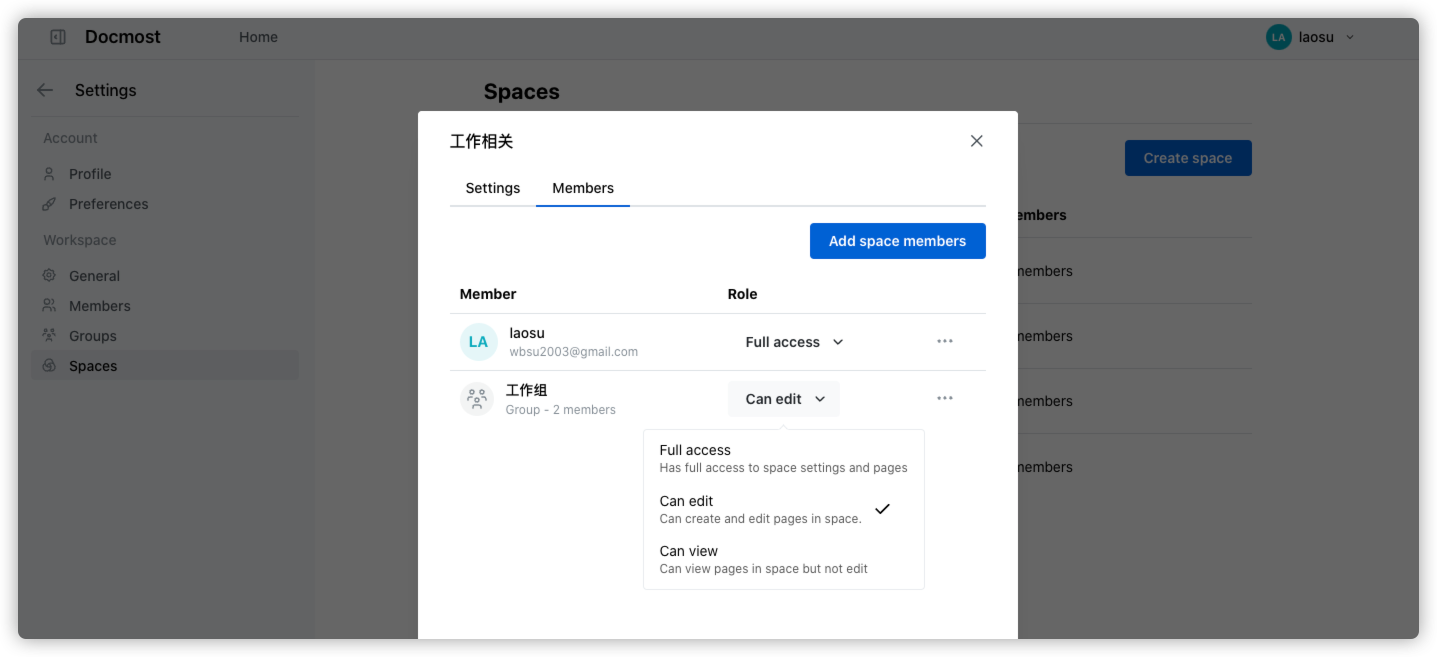 Docmost
Home
LA
laosu
Settings
Account
Profile
Preferences
Workspace
General
Members
Groups
Spaces
Spaces
Create space
embers
members
members
members
members
工作相关
Settings
Members
Add space members
Member
Role
LA
laosu
wbsu2003@gmail.com
Full access
工作组
Group - 2 members
Can edit
Full access
Has full access to space settings and pages
Can edit
Can create and edit pages in space.
Can view
Can view pages in space but not edit